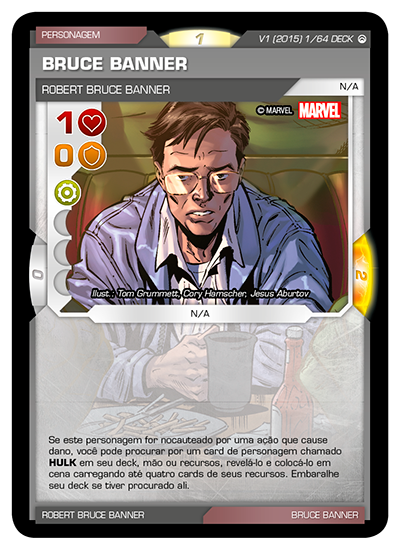 PERSONAGEM
1
V1 (2015) 1/64 DECK
BRUCE BANNER
ROBERT BRUCE BANNER
N/A
© MARVEL MARVEL
1
0
0
2
Ilust.: Tom Grummett, Cory Hamscher, Jesus Aburtov
N/A
Se este personagem for nocauteado por uma ação que cause
dano, você pode procurar por um card de personagem chamado
HULK em seu deck, mão ou recursos, revelá-lo e colocá-lo em
cena carregando até quatro cards de seus recursos. Embaralhe
seu deck se tiver procurado ali.
ROBERT BRUCE BANNER
BRUCE BANNER